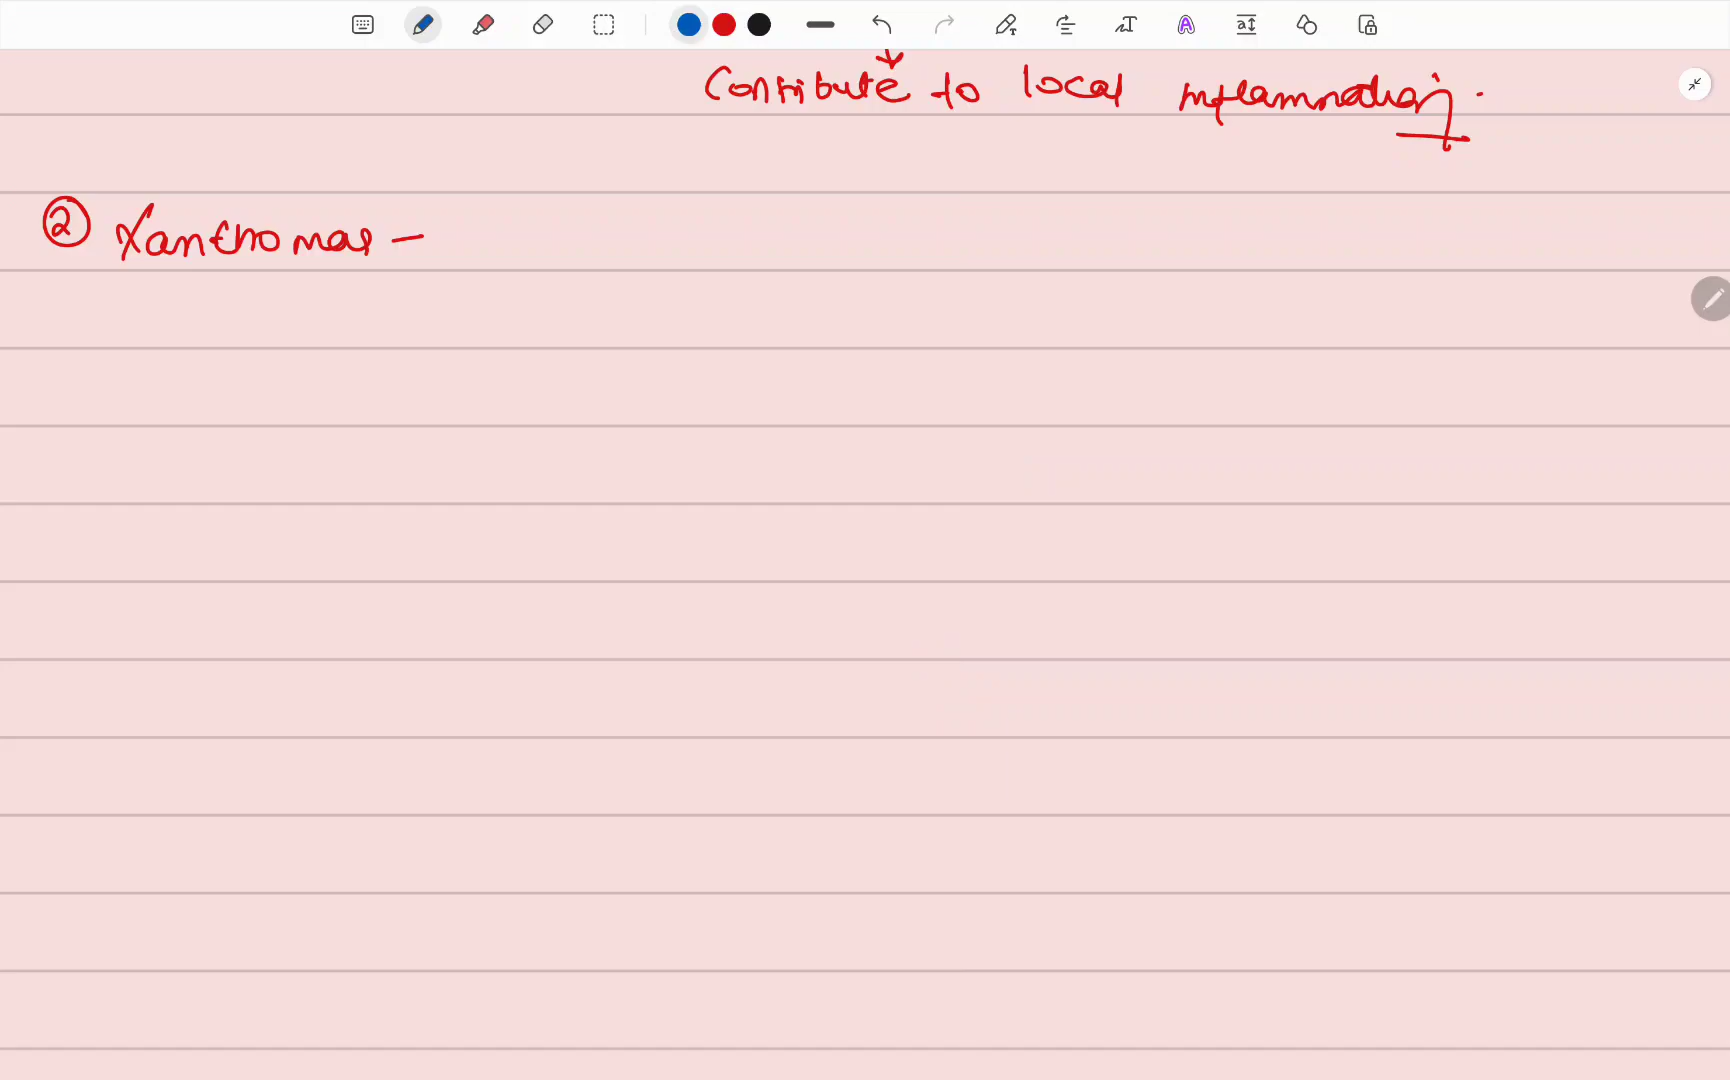 Contribute to local inflammation.
② Xanthomas -